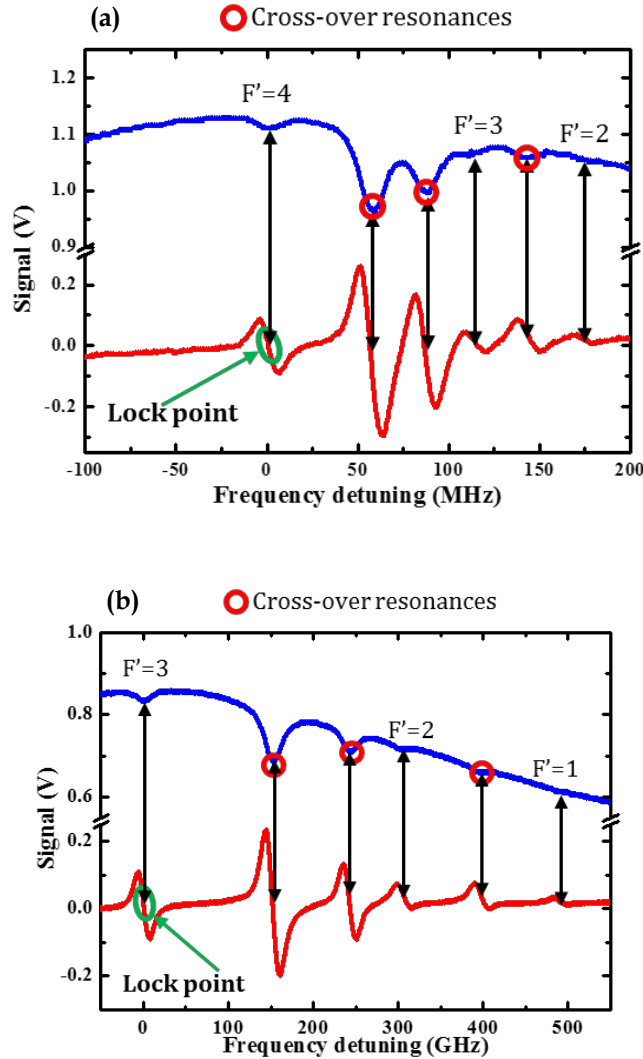 (a)
Cross-over resonances
F'=4
F'=3
F'=2
1.2
1.1
1.0
0.9
0.2
0.0
-0.2
Signal (V)
Lock point
-100 -50 0 50 100 150 200
Frequency detuning (MHz)
(b)
Cross-over resonances
F'=3
F'=2
F'=1
1.0
0.8
0.6
0.2
0.0
-0.2
Signal (V)
Lock point
0 100 200 300 400 500
Frequency detuning (GHz)